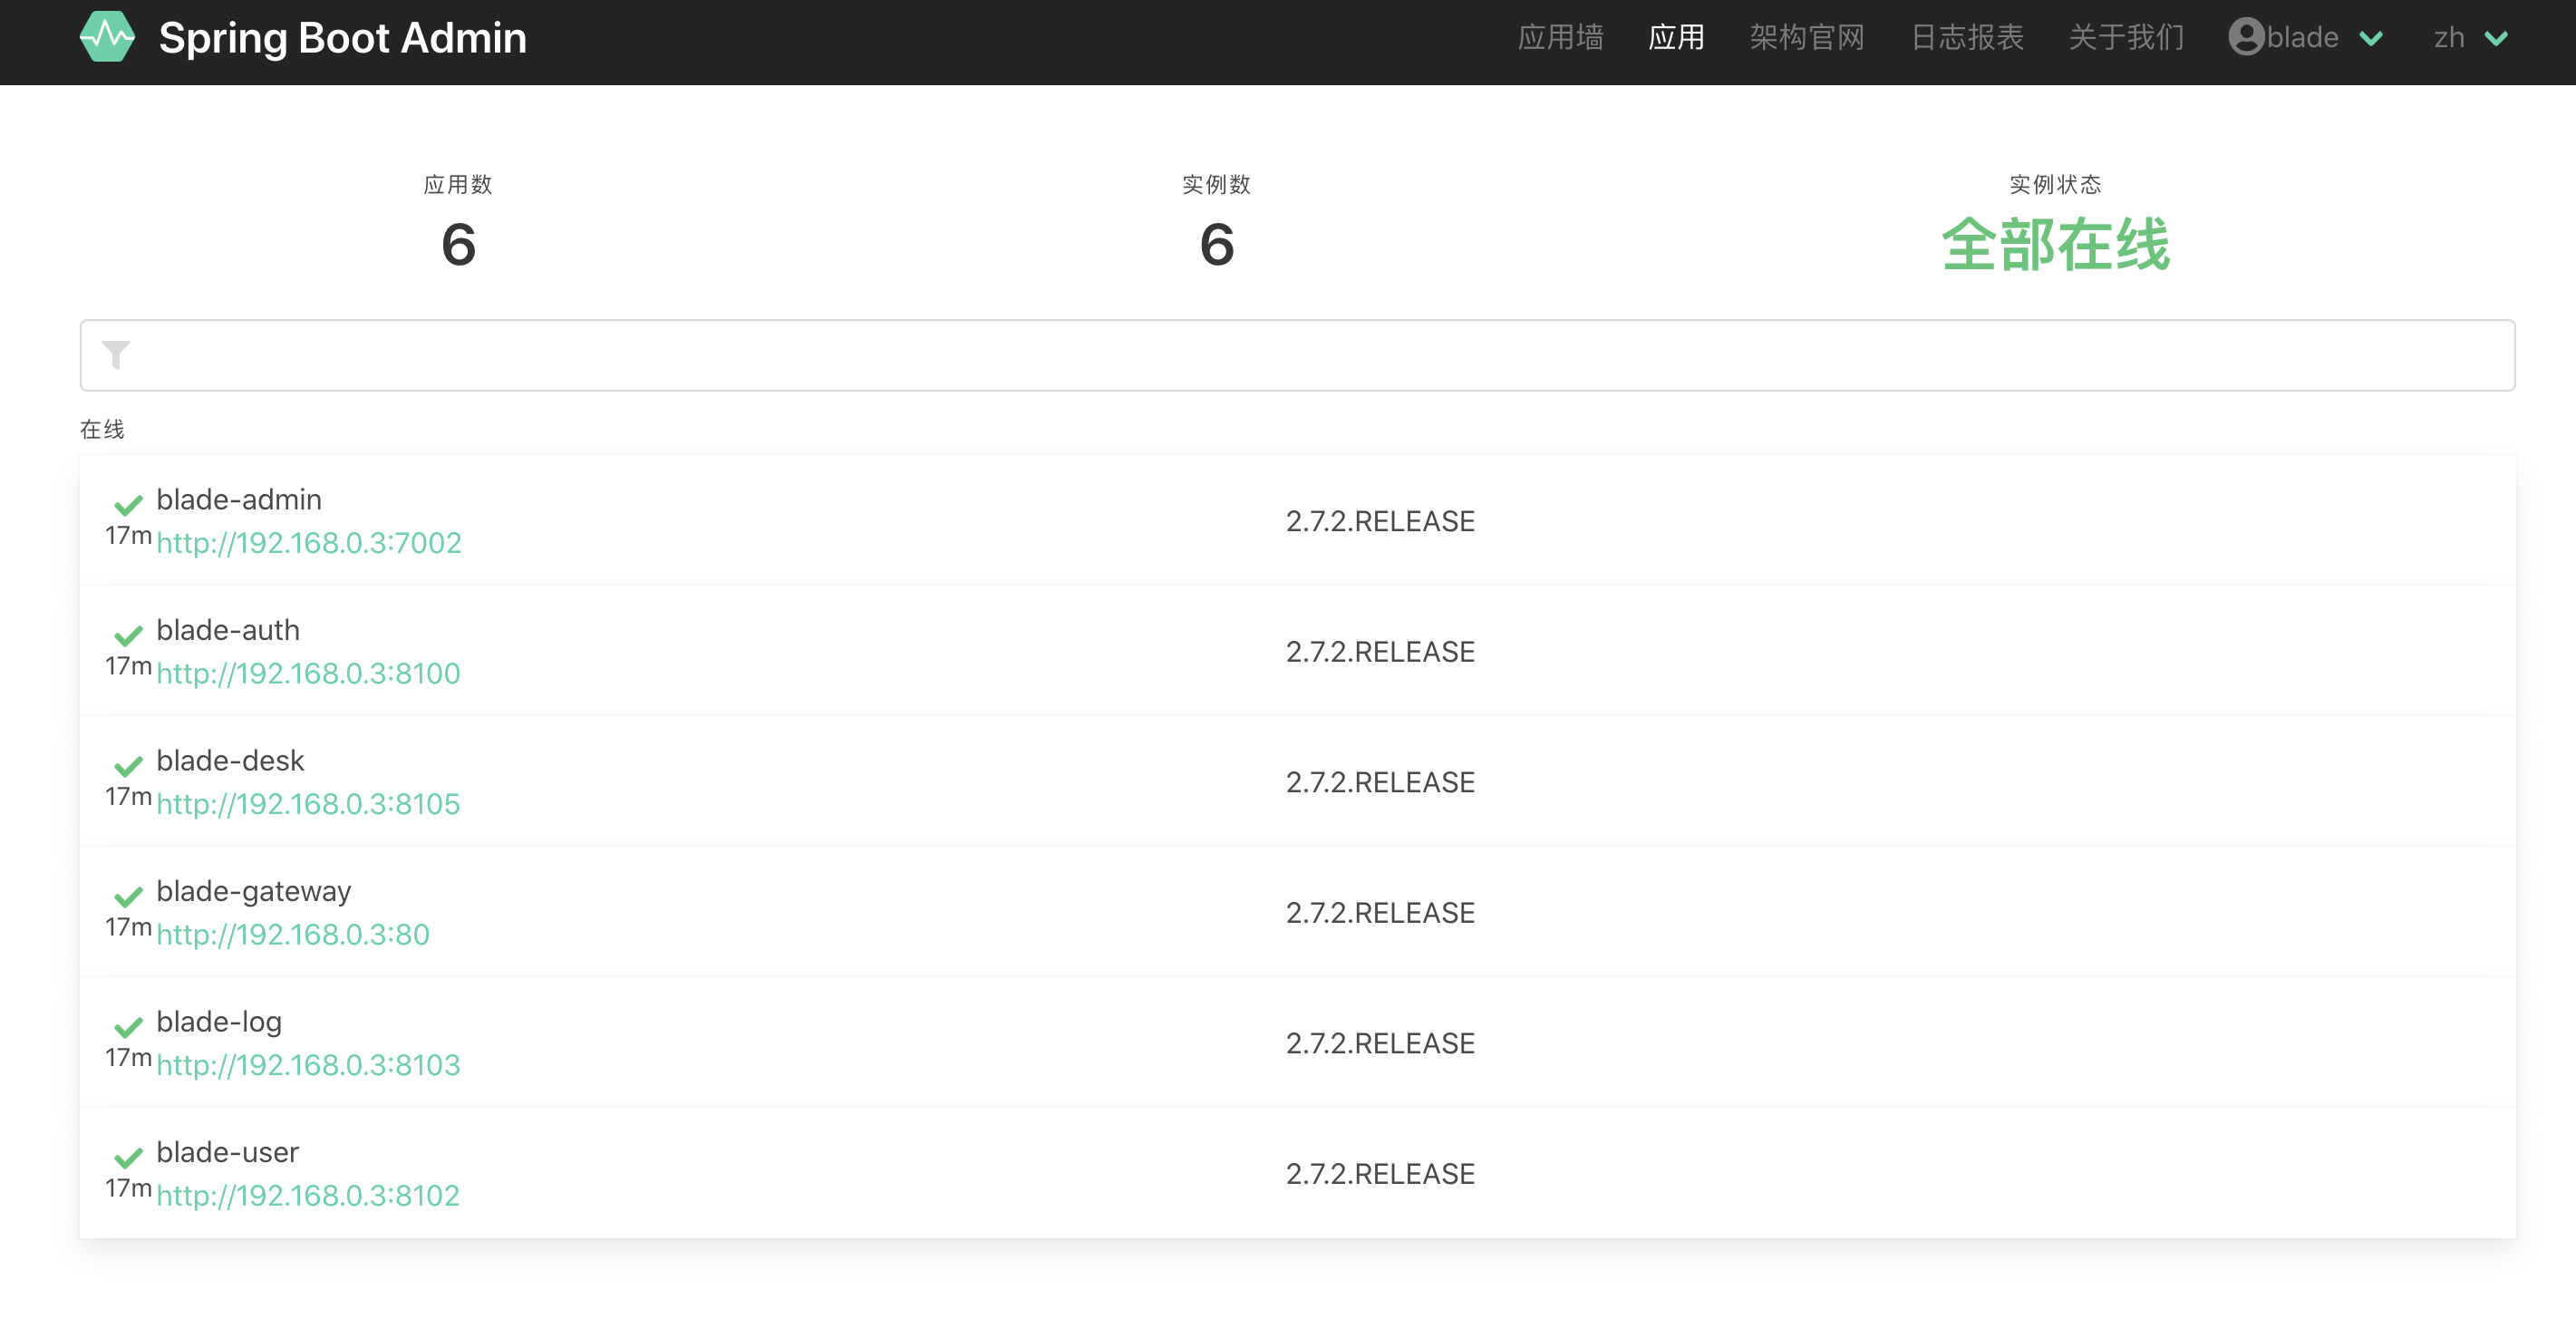 Spring Boot Admin 应用墙 应用 架构官网 日志报表 关于我们 blade zh
应用数 实例数 实例状态
6 6 全部在线
在线
blade-admin
17m http://192.168.0.3:7002 2.7.2.RELEASE
blade-auth
17m http://192.168.0.3:8100 2.7.2.RELEASE
blade-desk
17m http://192.168.0.3:8105 2.7.2.RELEASE
blade-gateway
17m http://192.168.0.3:80 2.7.2.RELEASE
blade-log
17m http://192.168.0.3:8103 2.7.2.RELEASE
blade-user
17m http://192.168.0.3:8102 2.7.2.RELEASE